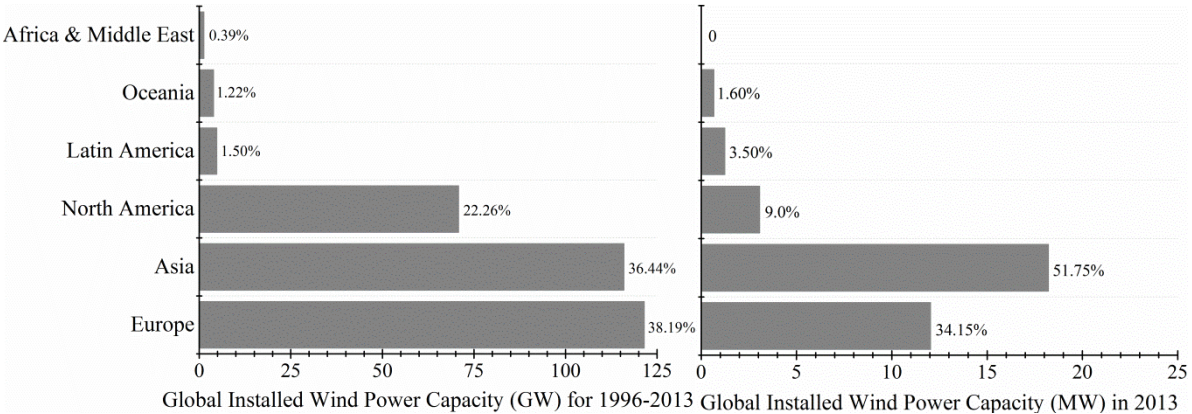 Africa & Middle East 0.39% 0
Oceania 1.22% 1.60%
Latin America 1.50% 3.50%
North America 22.26% 9.0%
Asia 36.44% 51.75%
Europe 38.19% 34.15%
0 25 50 75 100 125 0 5 10 15 20 25
Global Installed Wind Power Capacity (GW) for 1996-2013 Global Installed Wind Power Capacity (MW) in 2013